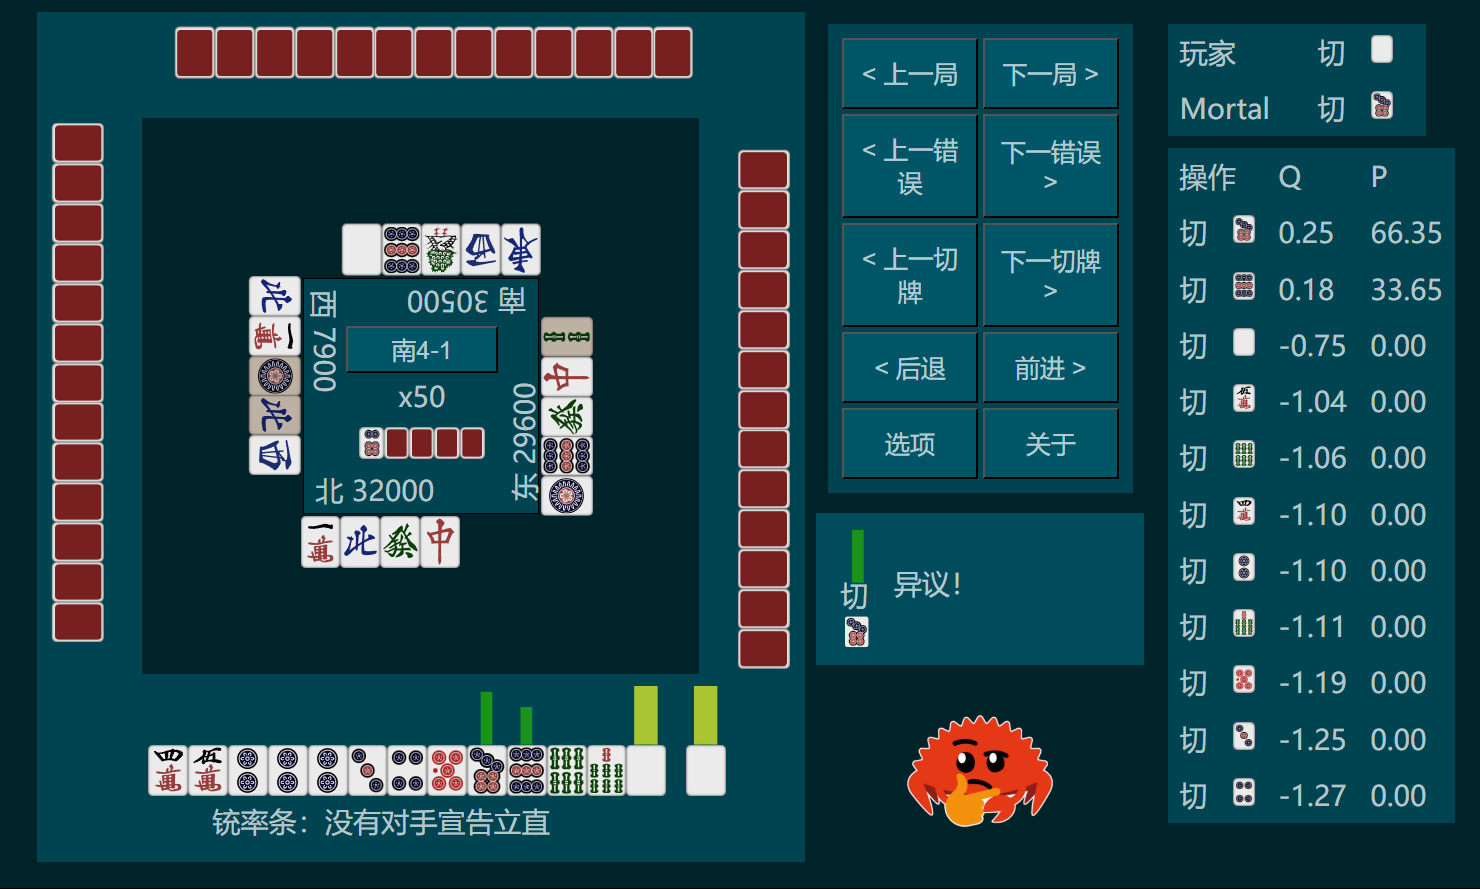 南 30500
西 7900
南4-1
x50
东 29600
北 32000
铳率条：没有对手宣告立直
< 上一局
下一局 >
< 上一错误
下一错误 >
< 上一切牌
下一切牌 >
< 后退
前进 >
选项
关于
切
异议！
玩家 切
Mortal 切
操作 Q P
切 0.25 66.35
切 0.18 33.65
切 -0.75 0.00
切 -1.04 0.00
切 -1.06 0.00
切 -1.10 0.00
切 -1.10 0.00
切 -1.11 0.00
切 -1.19 0.00
切 -1.25 0.00
切 -1.27 0.00